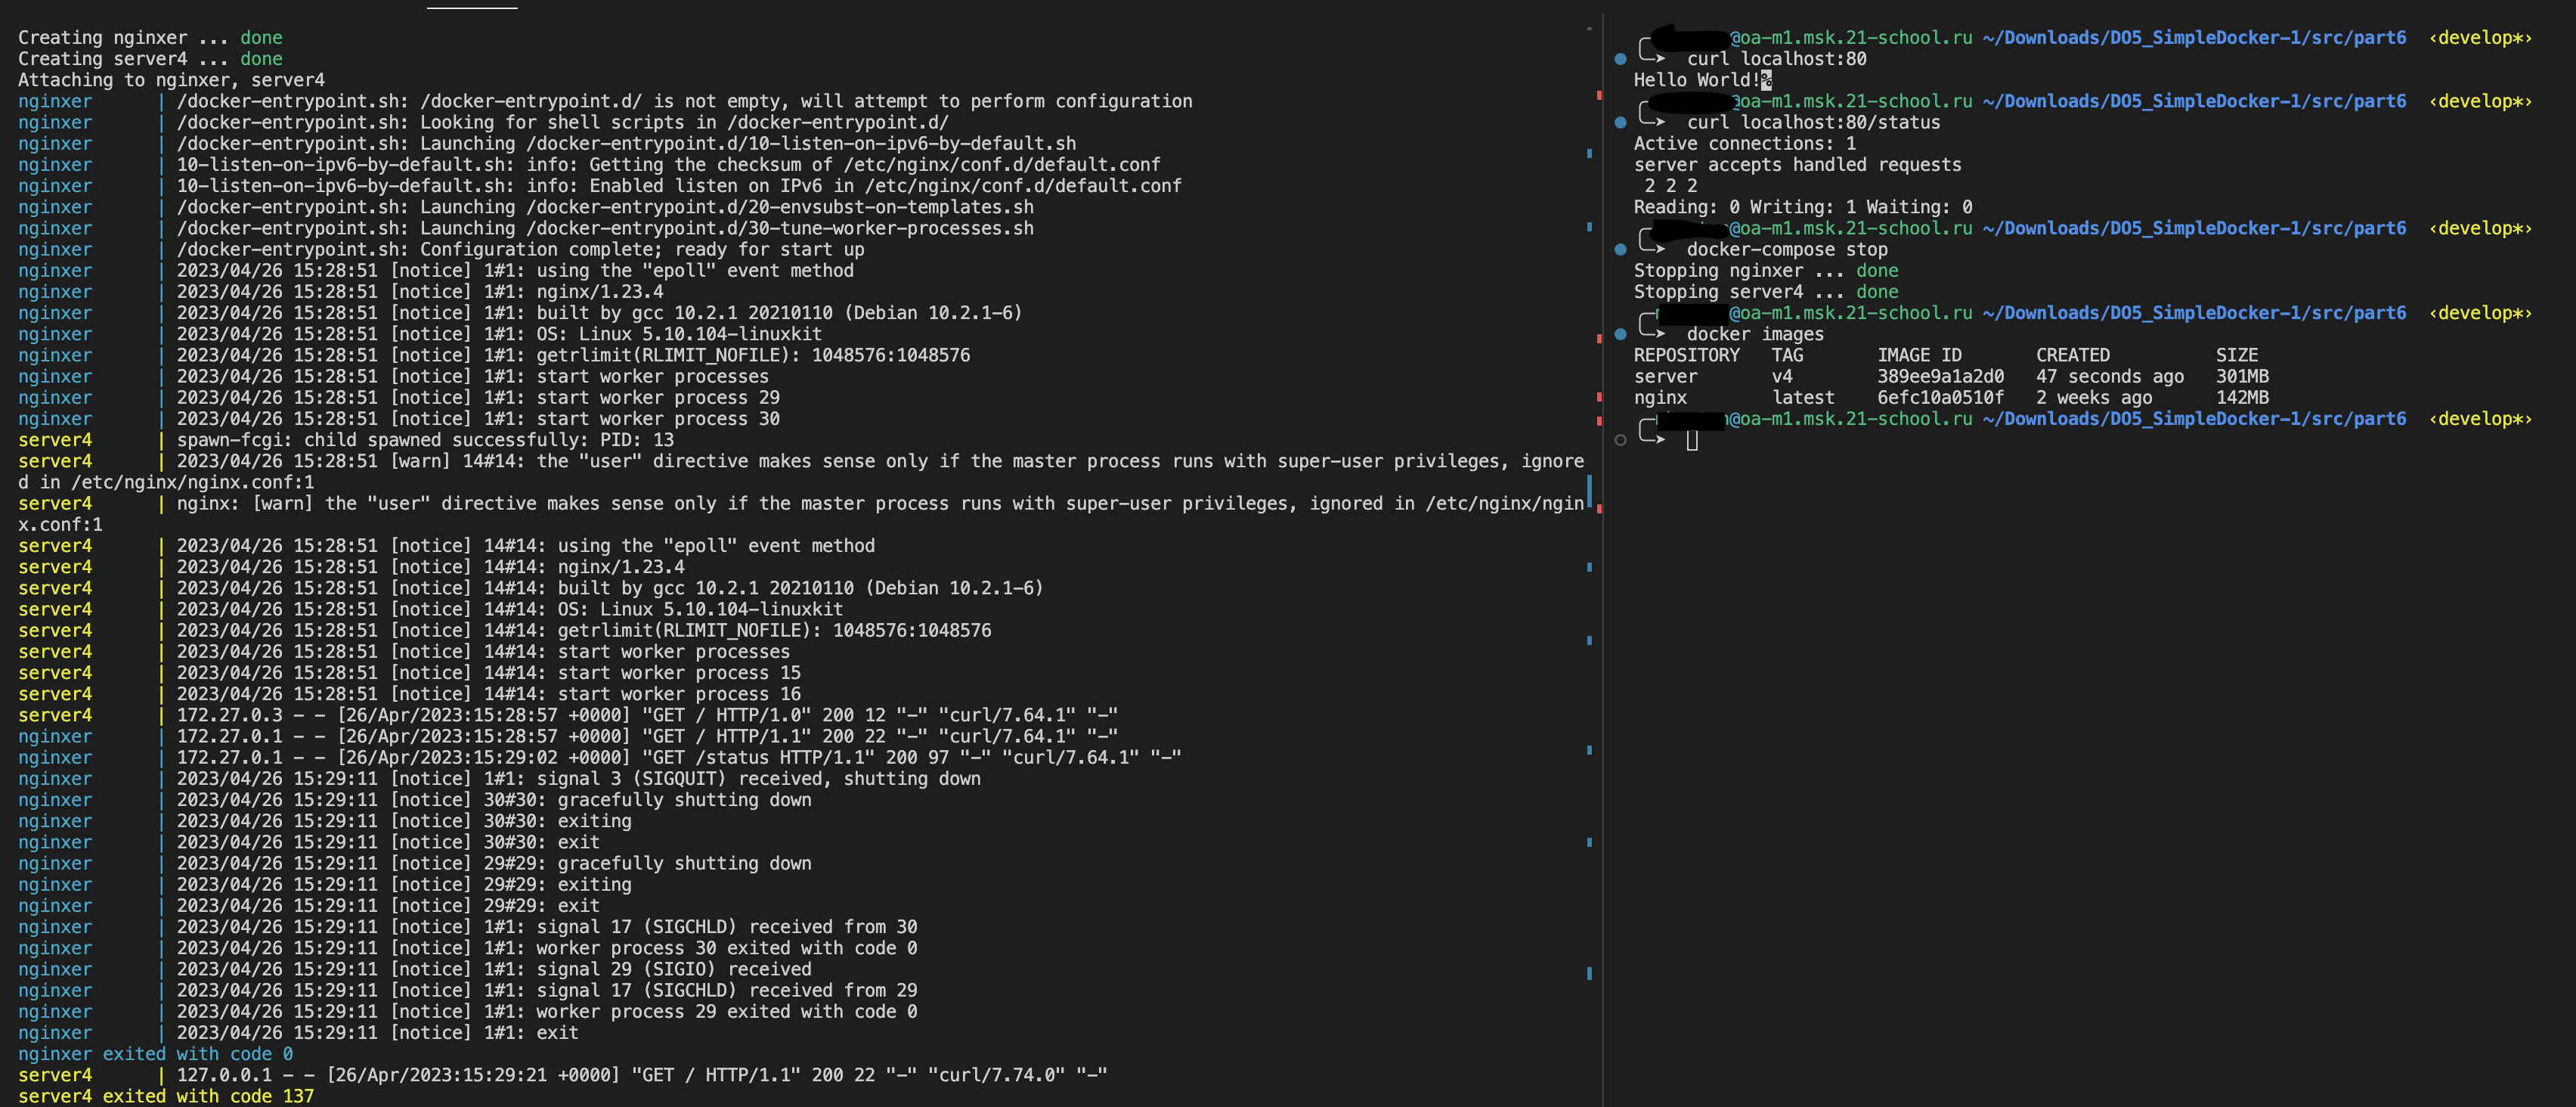 Creating nginxer ... done
Creating server4 ... done
Attaching to nginxer, server4
nginxer | /docker-entrypoint.sh: /docker-entrypoint.d/ is not empty, will attempt to perform configuration
nginxer | /docker-entrypoint.sh: Looking for shell scripts in /docker-entrypoint.d/
nginxer | /docker-entrypoint.sh: Launching /docker-entrypoint.d/10-listen-on-ipv6-by-default.sh
nginxer | 10-listen-on-ipv6-by-default.sh: info: Getting the checksum of /etc/nginx/conf.d/default.conf
nginxer | 10-listen-on-ipv6-by-default.sh: info: Enabled listen on IPv6 in /etc/nginx/conf.d/default.conf
nginxer | /docker-entrypoint.sh: Launching /docker-entrypoint.d/20-envsubst-on-templates.sh
nginxer | /docker-entrypoint.sh: Launching /docker-entrypoint.d/30-tune-worker-processes.sh
nginxer | /docker-entrypoint.sh: Configuration complete; ready for start up
nginxer | 2023/04/26 15:28:51 [notice] 1#1: using the "epoll" event method
nginxer | 2023/04/26 15:28:51 [notice] 1#1: nginx/1.23.4
nginxer | 2023/04/26 15:28:51 [notice] 1#1: built by gcc 10.2.1 20210110 (Debian 10.2.1-6)
nginxer | 2023/04/26 15:28:51 [notice] 1#1: OS: Linux 5.10.104-linuxkit
nginxer | 2023/04/26 15:28:51 [notice] 1#1: getrlimit(RLIMIT_NOFILE): 1048576:1048576
nginxer | 2023/04/26 15:28:51 [notice] 1#1: start worker processes
nginxer | 2023/04/26 15:28:51 [notice] 1#1: start worker process 29
nginxer | 2023/04/26 15:28:51 [notice] 1#1: start worker process 30
server4 | spawn-fcgi: child spawned successfully: PID: 13
server4 | 2023/04/26 15:28:51 [warn] 14#14: the "user" directive makes sense only if the master process runs with super-user privileges, ignore
d in /etc/nginx/nginx.conf:1
server4 | nginx: [warn] the "user" directive makes sense only if the master process runs with super-user privileges, ignored in /etc/nginx/ngin
x.conf:1
server4 | 2023/04/26 15:28:51 [notice] 14#14: using the "epoll" event method
server4 | 2023/04/26 15:28:51 [notice] 14#14: nginx/1.23.4
server4 | 2023/04/26 15:28:51 [notice] 14#14: built by gcc 10.2.1 20210110 (Debian 10.2.1-6)
server4 | 2023/04/26 15:28:51 [notice] 14#14: OS: Linux 5.10.104-linuxkit
server4 | 2023/04/26 15:28:51 [notice] 14#14: getrlimit(RLIMIT_NOFILE): 1048576:1048576
server4 | 2023/04/26 15:28:51 [notice] 14#14: start worker processes
server4 | 2023/04/26 15:28:51 [notice] 14#14: start worker process 15
server4 | 2023/04/26 15:28:51 [notice] 14#14: start worker process 16
server4 | 172.27.0.3 - - [26/Apr/2023:15:28:57 +0000] "GET / HTTP/1.0" 200 12 "-" "curl/7.64.1" "-"
nginxer | 172.27.0.1 - - [26/Apr/2023:15:28:57 +0000] "GET / HTTP/1.1" 200 22 "-" "curl/7.64.1" "-"
nginxer | 172.27.0.1 - - [26/Apr/2023:15:29:02 +0000] "GET /status HTTP/1.1" 200 97 "-" "curl/7.64.1" "-"
nginxer | 2023/04/26 15:29:11 [notice] 1#1: signal 3 (SIGQUIT) received, shutting down
nginxer | 2023/04/26 15:29:11 [notice] 30#30: gracefully shutting down
nginxer | 2023/04/26 15:29:11 [notice] 30#30: exiting
nginxer | 2023/04/26 15:29:11 [notice] 30#30: exit
nginxer | 2023/04/26 15:29:11 [notice] 29#29: gracefully shutting down
nginxer | 2023/04/26 15:29:11 [notice] 29#29: exiting
nginxer | 2023/04/26 15:29:11 [notice] 29#29: exit
nginxer | 2023/04/26 15:29:11 [notice] 1#1: signal 17 (SIGCHLD) received from 30
nginxer | 2023/04/26 15:29:11 [notice] 1#1: worker process 30 exited with code 0
nginxer | 2023/04/26 15:29:11 [notice] 1#1: signal 29 (SIGIO) received
nginxer | 2023/04/26 15:29:11 [notice] 1#1: signal 17 (SIGCHLD) received from 29
nginxer | 2023/04/26 15:29:11 [notice] 1#1: worker process 29 exited with code 0
nginxer | 2023/04/26 15:29:11 [notice] 1#1: exit
nginxer exited with code 0
server4 | 127.0.0.1 - - [26/Apr/2023:15:29:21 +0000] "GET / HTTP/1.1" 200 22 "-" "curl/7.74.0" "-"
server4 exited with code 137
@oa-m1.msk.21-school.ru ~/Downloads/DO5_SimpleDocker-1/src/part6 ‹develop*›
curl localhost:80
Hello World!%
@oa-m1.msk.21-school.ru ~/Downloads/DO5_SimpleDocker-1/src/part6 ‹develop*›
curl localhost:80/status
Active connections: 1
server accepts handled requests
2 2 2
Reading: 0 Writing: 1 Waiting: 0
@oa-m1.msk.21-school.ru ~/Downloads/DO5_SimpleDocker-1/src/part6 ‹develop*›
docker-compose stop
Stopping nginxer ... done
Stopping server4 ... done
@oa-m1.msk.21-school.ru ~/Downloads/DO5_SimpleDocker-1/src/part6 ‹develop*›
docker images
REPOSITORY TAG IMAGE ID CREATED SIZE
server v4 389ee9a1a2d0 47 seconds ago 301MB
nginx latest 6efc10a0510f 2 weeks ago 142MB
@oa-m1.msk.21-school.ru ~/Downloads/DO5_SimpleDocker-1/src/part6 ‹develop*›